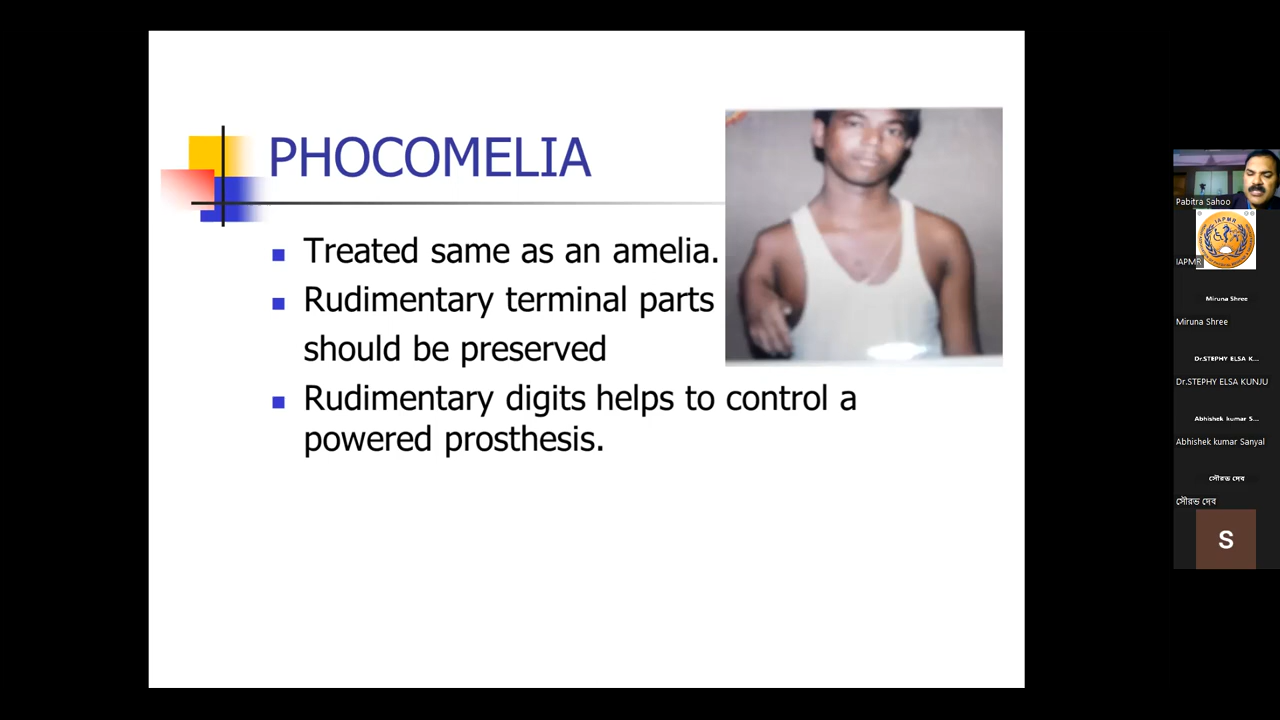 PHOCOMELIA
Treated same as an amelia.
Rudimentary terminal parts
should be preserved
Rudimentary digits helps to control a
powered prosthesis.
Pabitra Sahoo
IAPMR
IAPMR
Miruna Shree
Miruna Shree
Dr.STEPHY ELSA K...
Dr.STEPHY ELSA KUNJU
Abhishek kumar S...
Abhishek kumar Sanyal
সৌরভ দেব
সৌরভ দেব
S